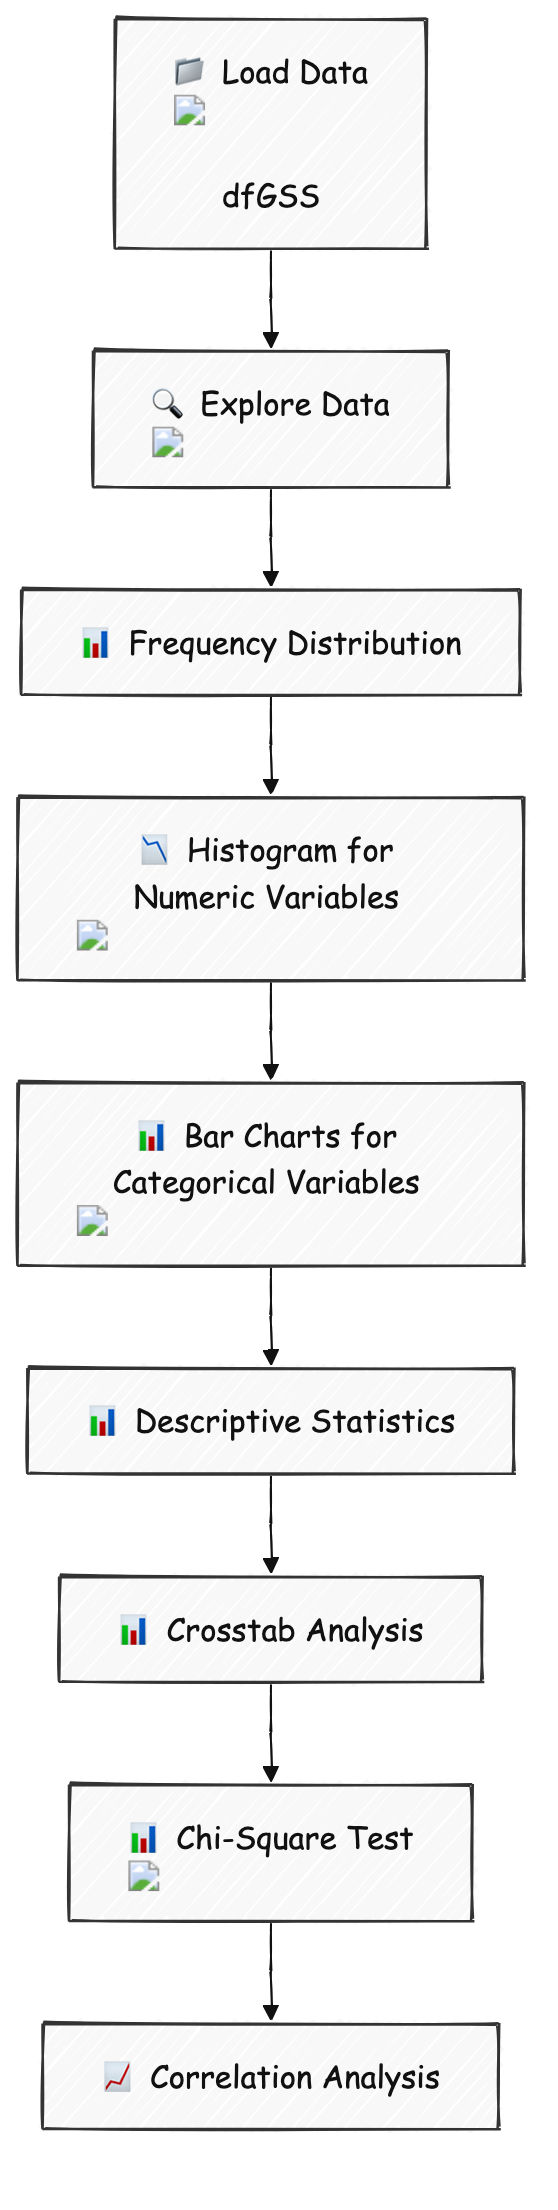 Load Data
dfGSS
Explore Data
Frequency Distribution
Histogram for
Numeric Variables
Bar Charts for
Categorical Variables
Descriptive Statistics
Crosstab Analysis
Chi-Square Test
Correlation Analysis